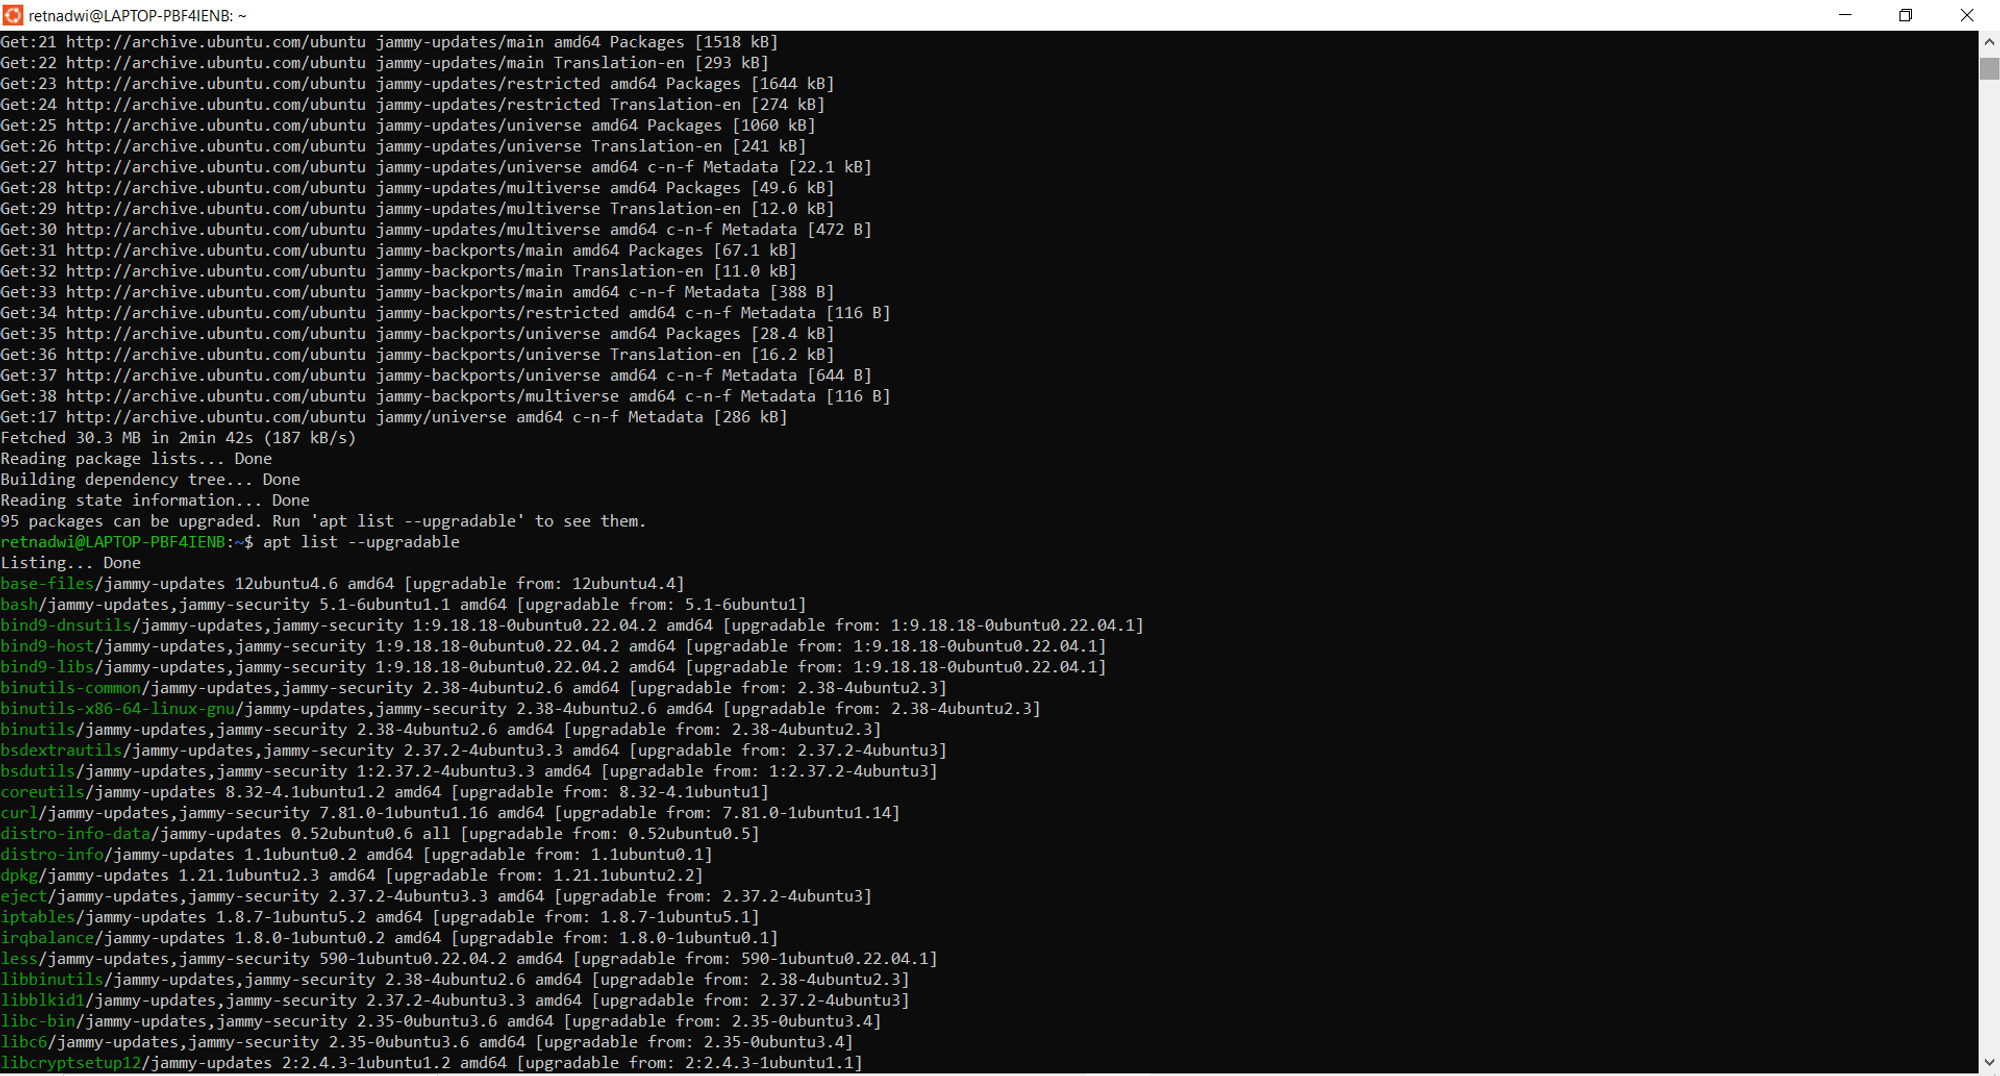 retnadwi@LAPTOP-PBF4IENB: ~
Get:21 http://archive.ubuntu.com/ubuntu jammy-updates/main amd64 Packages [1518 kB]
Get:22 http://archive.ubuntu.com/ubuntu jammy-updates/main Translation-en [293 kB]
Get:23 http://archive.ubuntu.com/ubuntu jammy-updates/restricted amd64 Packages [1644 kB]
Get:24 http://archive.ubuntu.com/ubuntu jammy-updates/restricted Translation-en [274 kB]
Get:25 http://archive.ubuntu.com/ubuntu jammy-updates/universe amd64 Packages [1060 kB]
Get:26 http://archive.ubuntu.com/ubuntu jammy-updates/universe Translation-en [241 kB]
Get:27 http://archive.ubuntu.com/ubuntu jammy-updates/universe amd64 c-n-f Metadata [22.1 kB]
Get:28 http://archive.ubuntu.com/ubuntu jammy-updates/multiverse amd64 Packages [49.6 kB]
Get:29 http://archive.ubuntu.com/ubuntu jammy-updates/multiverse Translation-en [12.0 kB]
Get:30 http://archive.ubuntu.com/ubuntu jammy-updates/multiverse amd64 c-n-f Metadata [472 B]
Get:31 http://archive.ubuntu.com/ubuntu jammy-backports/main amd64 Packages [67.1 kB]
Get:32 http://archive.ubuntu.com/ubuntu jammy-backports/main Translation-en [11.0 kB]
Get:33 http://archive.ubuntu.com/ubuntu jammy-backports/main amd64 c-n-f Metadata [388 B]
Get:34 http://archive.ubuntu.com/ubuntu jammy-backports/restricted amd64 c-n-f Metadata [116 B]
Get:35 http://archive.ubuntu.com/ubuntu jammy-backports/universe amd64 Packages [28.4 kB]
Get:36 http://archive.ubuntu.com/ubuntu jammy-backports/universe Translation-en [16.2 kB]
Get:37 http://archive.ubuntu.com/ubuntu jammy-backports/universe amd64 c-n-f Metadata [644 B]
Get:38 http://archive.ubuntu.com/ubuntu jammy-backports/multiverse amd64 c-n-f Metadata [116 B]
Get:17 http://archive.ubuntu.com/ubuntu jammy/universe amd64 c-n-f Metadata [286 kB]
Fetched 30.3 MB in 2min 42s (187 kB/s)
Reading package lists... Done
Building dependency tree... Done
Reading state information... Done
95 packages can be upgraded. Run 'apt list --upgradable' to see them.
retnadwi@LAPTOP-PBF4IENB:~$ apt list --upgradable
Listing... Done
base-files/jammy-updates 12ubuntu4.6 amd64 [upgradable from: 12ubuntu4.4]
bash/jammy-updates,jammy-security 5.1-6ubuntu1.1 amd64 [upgradable from: 5.1-6ubuntu1]
bind9-dnsutils/jammy-updates,jammy-security 1:9.18.18-0ubuntu0.22.04.2 amd64 [upgradable from: 1:9.18.18-0ubuntu0.22.04.1]
bind9-host/jammy-updates,jammy-security 1:9.18.18-0ubuntu0.22.04.2 amd64 [upgradable from: 1:9.18.18-0ubuntu0.22.04.1]
bind9-libs/jammy-updates,jammy-security 1:9.18.18-0ubuntu0.22.04.2 amd64 [upgradable from: 1:9.18.18-0ubuntu0.22.04.1]
binutils-common/jammy-updates,jammy-security 2.38-4ubuntu2.6 amd64 [upgradable from: 2.38-4ubuntu2.3]
binutils-x86-64-linux-gnu/jammy-updates,jammy-security 2.38-4ubuntu2.6 amd64 [upgradable from: 2.38-4ubuntu2.3]
binutils/jammy-updates,jammy-security 2.38-4ubuntu2.6 amd64 [upgradable from: 2.38-4ubuntu2.3]
bsdextrautils/jammy-updates,jammy-security 2.37.2-4ubuntu3.3 amd64 [upgradable from: 2.37.2-4ubuntu3]
bsdutils/jammy-updates,jammy-security 1:2.37.2-4ubuntu3.3 amd64 [upgradable from: 1:2.37.2-4ubuntu3]
coreutils/jammy-updates 8.32-4.1ubuntu1.2 amd64 [upgradable from: 8.32-4.1ubuntu1]
curl/jammy-updates,jammy-security 7.81.0-1ubuntu1.16 amd64 [upgradable from: 7.81.0-1ubuntu1.14]
distro-info-data/jammy-updates 0.52ubuntu0.6 all [upgradable from: 0.52ubuntu0.5]
distro-info/jammy-updates 1.1ubuntu0.2 amd64 [upgradable from: 1.1ubuntu0.1]
dpkg/jammy-updates 1.21.1ubuntu2.3 amd64 [upgradable from: 1.21.1ubuntu2.2]
eject/jammy-updates,jammy-security 2.37.2-4ubuntu3.3 amd64 [upgradable from: 2.37.2-4ubuntu3]
iptables/jammy-updates 1.8.7-1ubuntu5.2 amd64 [upgradable from: 1.8.7-1ubuntu5.1]
irqbalance/jammy-updates 1.8.0-1ubuntu0.2 amd64 [upgradable from: 1.8.0-1ubuntu0.1]
less/jammy-updates,jammy-security 590-1ubuntu0.22.04.2 amd64 [upgradable from: 590-1ubuntu0.22.04.1]
libbinutils/jammy-updates,jammy-security 2.38-4ubuntu2.6 amd64 [upgradable from: 2.38-4ubuntu2.3]
libblkid1/jammy-updates,jammy-security 2.37.2-4ubuntu3.3 amd64 [upgradable from: 2.37.2-4ubuntu3]
libc-bin/jammy-updates,jammy-security 2.35-0ubuntu3.6 amd64 [upgradable from: 2.35-0ubuntu3.4]
libc6/jammy-updates,jammy-security 2.35-0ubuntu3.6 amd64 [upgradable from: 2.35-0ubuntu3.4]
libcryptsetup12/jammy-updates 2:2.4.3-1ubuntu1.2 amd64 [upgradable from: 2:2.4.3-1ubuntu1.1]